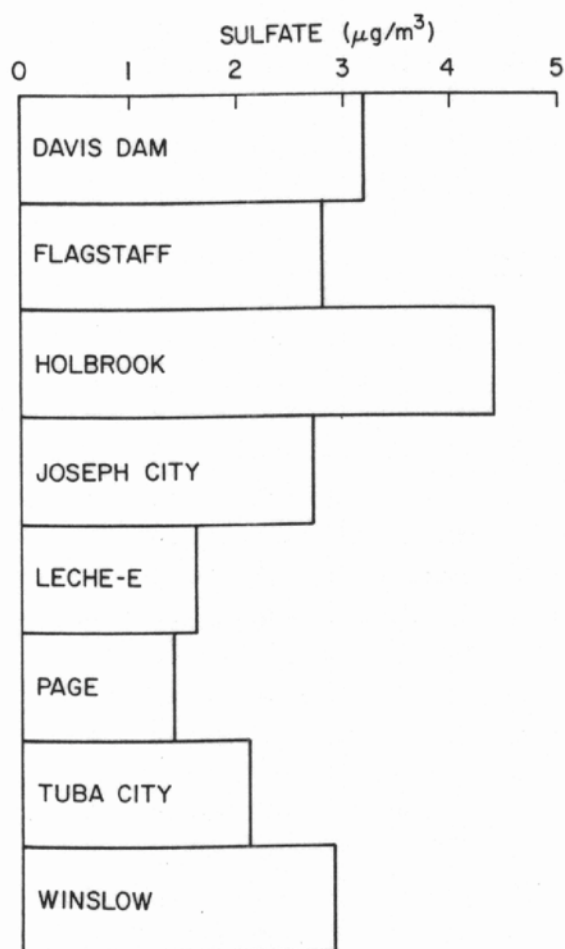 SULFATE (μg/m³)
0 1 2 3 4 5
DAVIS DAM
FLAGSTAFF
HOLBROOK
JOSEPH CITY
LECHE-E
PAGE
TUBA CITY
WINSLOW